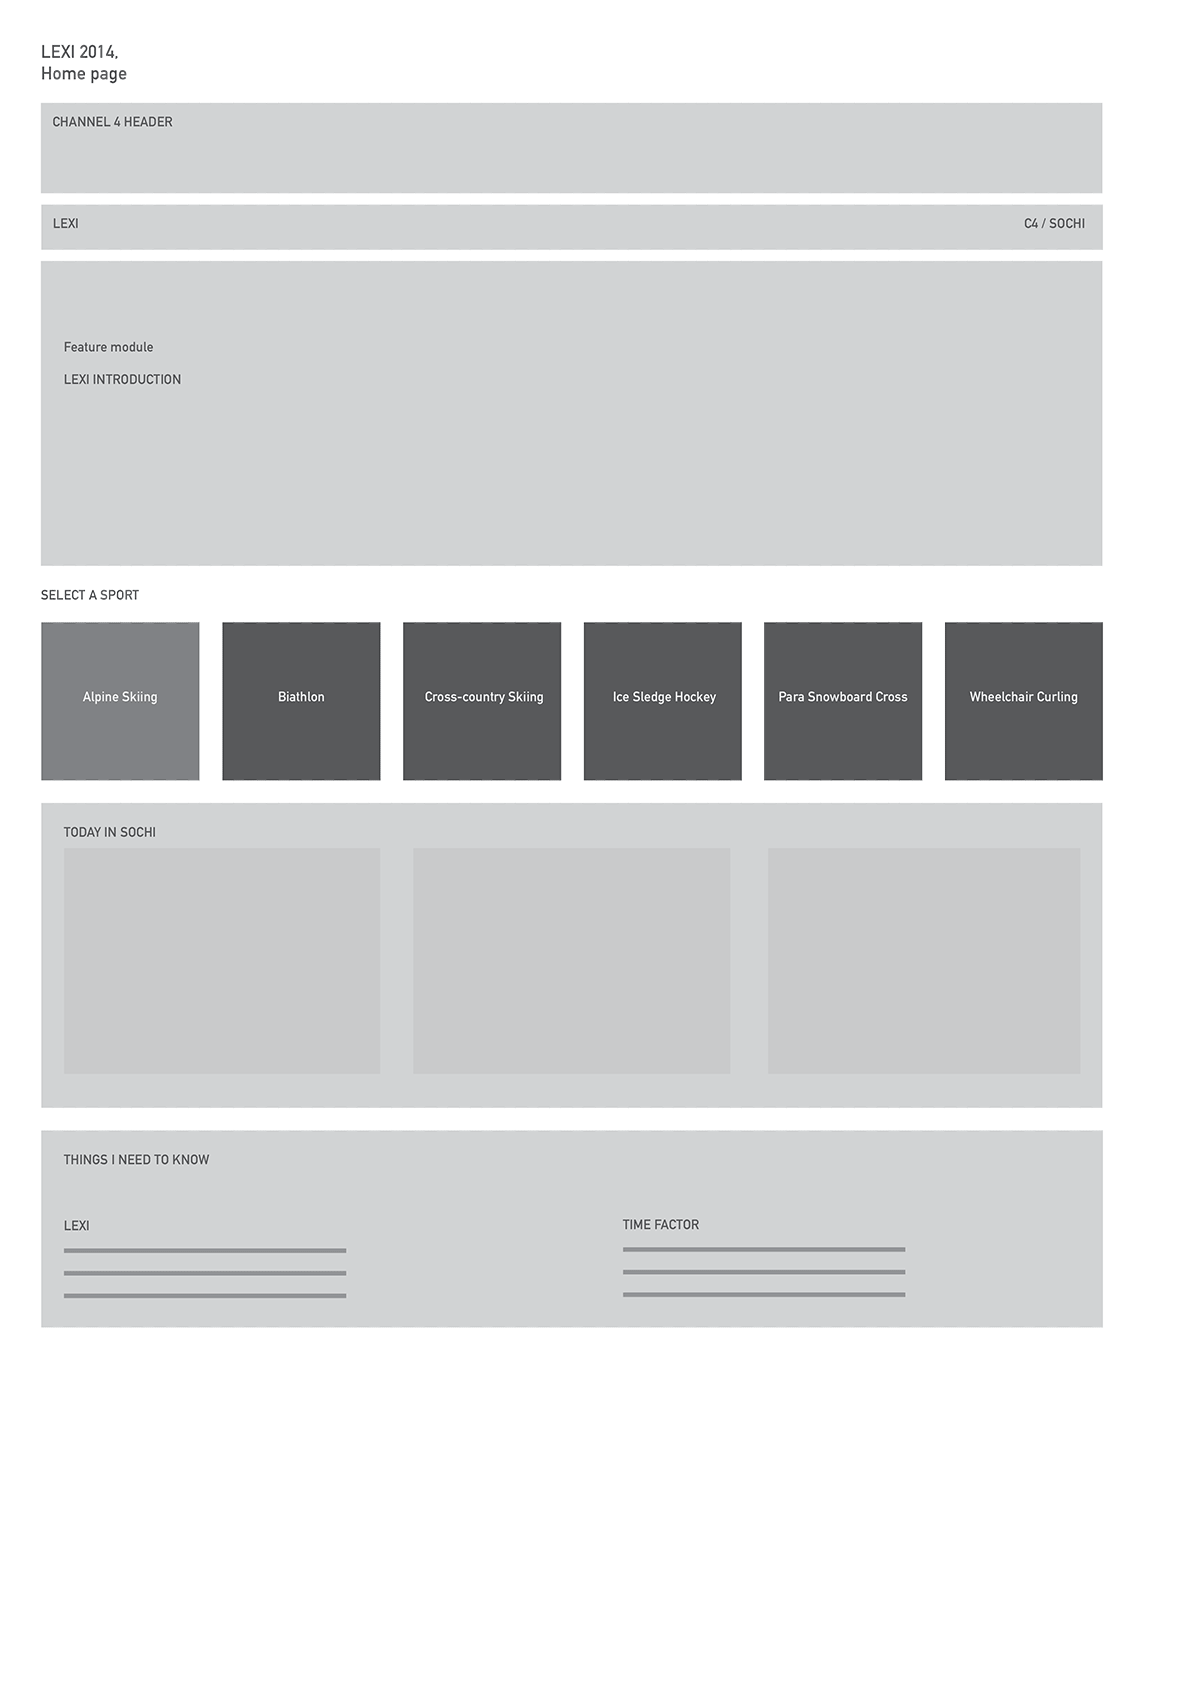 LEXI 2014,
Home page
CHANNEL 4 HEADER
LEXI
C4 / SOCHI
Feature module
LEXI INTRODUCTION
SELECT A SPORT
Alpine Skiing
Biathlon
Cross-country Skiing
Ice Sledge Hockey
Para Snowboard Cross
Wheelchair Curling
TODAY IN SOCHI
THINGS I NEED TO KNOW
LEXI
TIME FACTOR